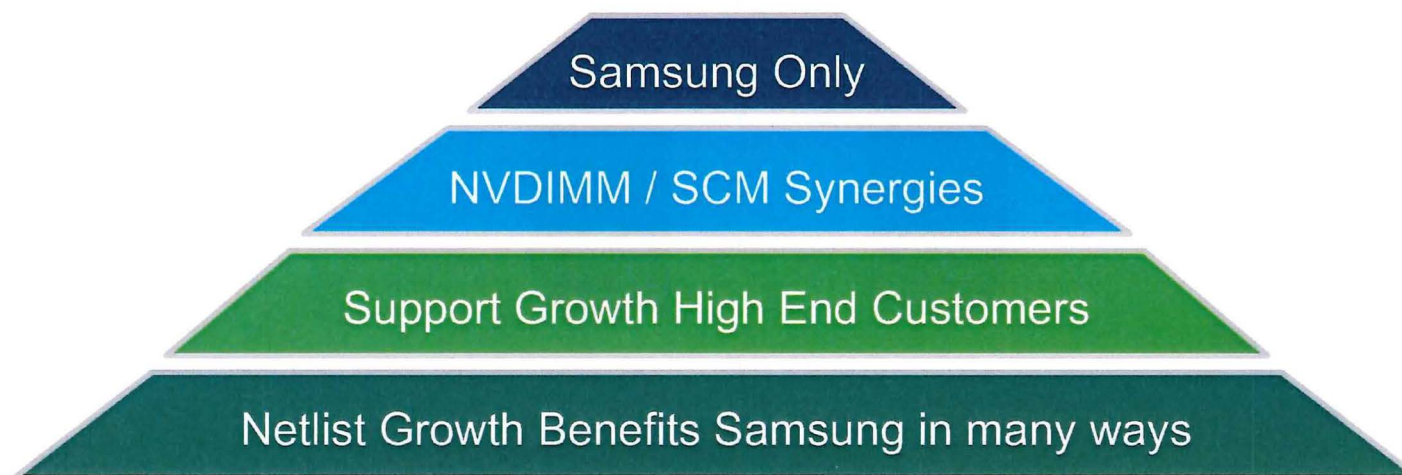 Samsung Only
NVDIMM / SCM Synergies
Support Growth High End Customers
Netlist Growth Benefits Samsung in many ways